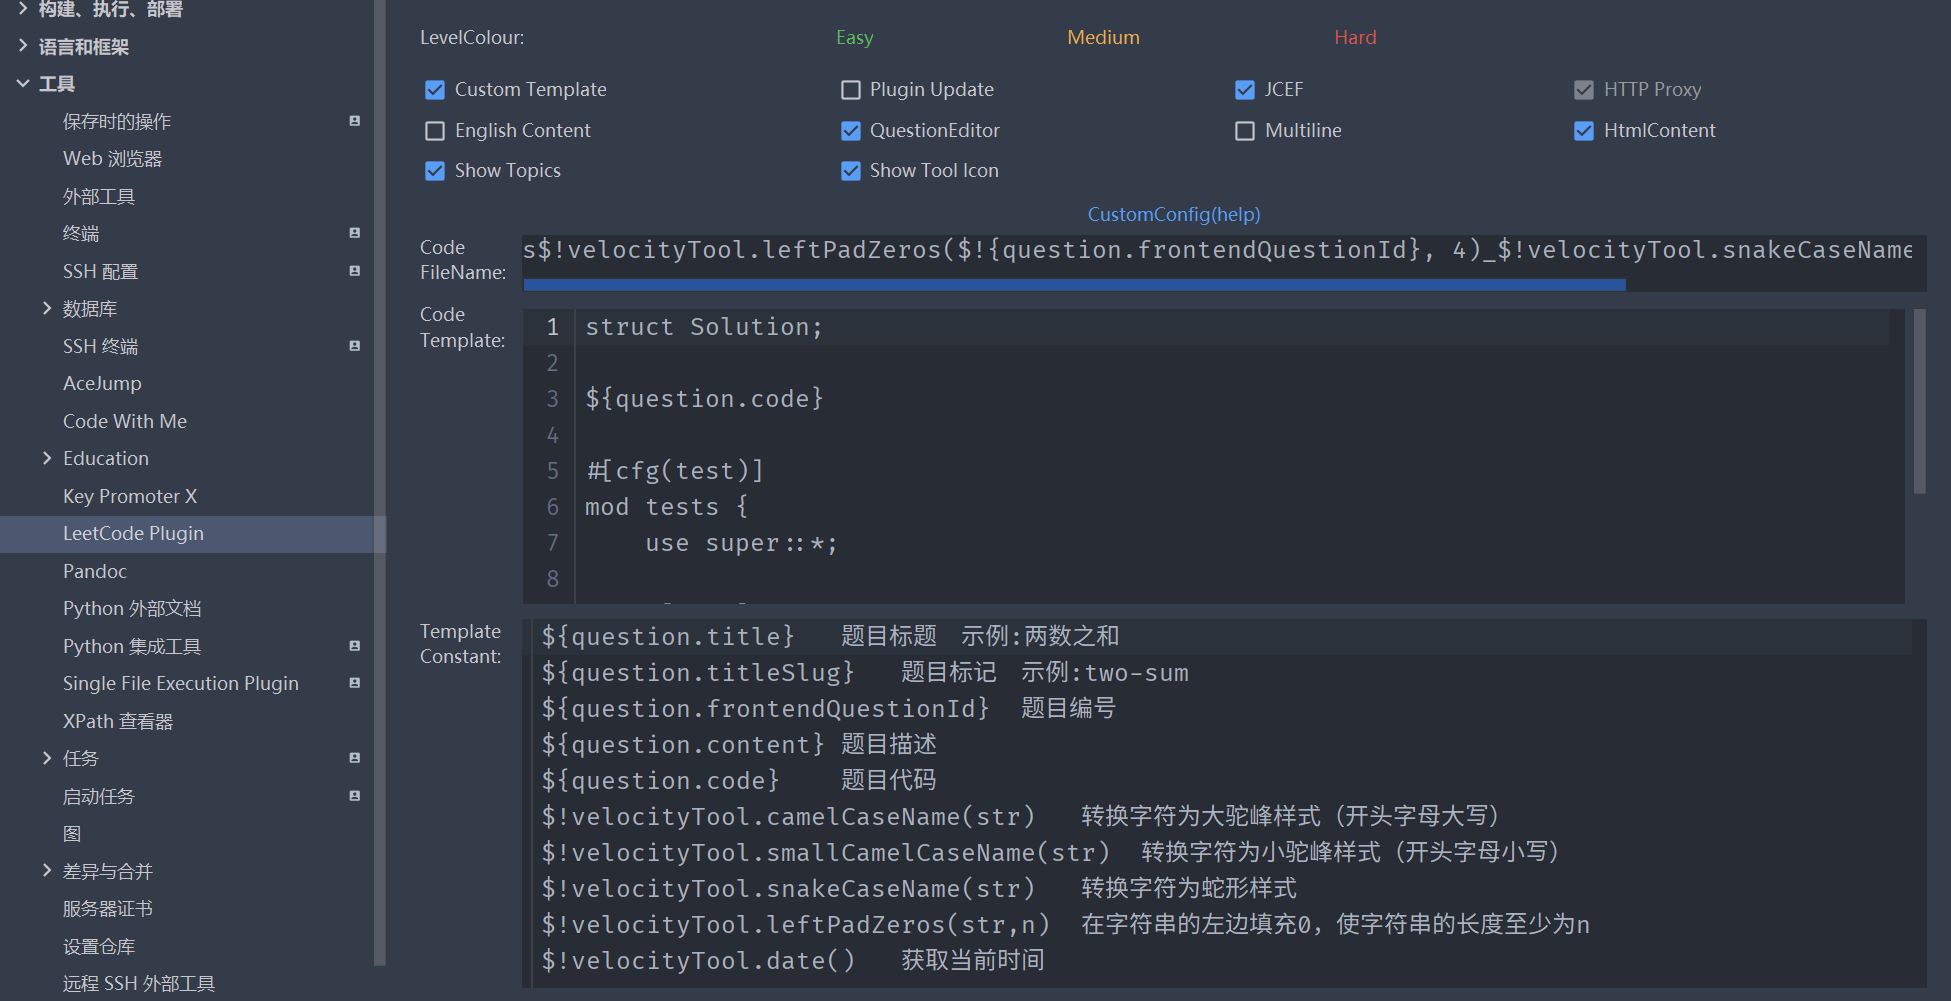 构建、执行、部署
语言和框架
工具
保存时的操作
Web 浏览器
外部工具
终端
SSH 配置
数据库
SSH 终端
AceJump
Code With Me
Education
Key Promoter X
LeetCode Plugin
Pandoc
Python 外部文档
Python 集成工具
Single File Execution Plugin
XPath 查看器
任务
启动任务
图
差异与合并
服务器证书
设置仓库
远程 SSH 外部工具
LevelColour: Easy Medium Hard
Custom Template Plugin Update JCEF HTTP Proxy
English Content QuestionEditor Multiline HtmlContent
Show Topics Show Tool Icon
CustomConfig(help)
Code FileName:
s$!velocityTool.leftPadZeros($!{question.frontendQuestionId}, 4)_$!velocityTool.snakeCaseName
Code Template:
1 struct Solution;
2
3 ${question.code}
4
5 #[cfg(test)]
6 mod tests {
7 use super::*;
8
Template Constant:
${question.title} 题目标题 示例:两数之和
${question.titleSlug} 题目标记 示例:two-sum
${question.frontendQuestionId} 题目编号
${question.content} 题目描述
${question.code} 题目代码
$!velocityTool.camelCaseName(str) 转换字符为大驼峰样式（开头字母大写）
$!velocityTool.smallCamelCaseName(str) 转换字符为小驼峰样式（开头字母小写）
$!velocityTool.snakeCaseName(str) 转换字符为蛇形样式
$!velocityTool.leftPadZeros(str,n) 在字符串的左边填充0，使字符串的长度至少为n
$!velocityTool.date() 获取当前时间